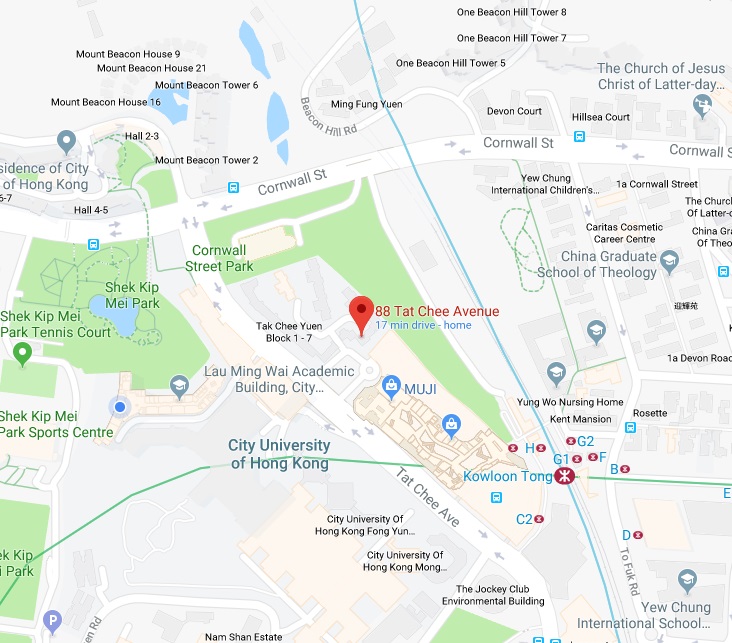 One Beacon Hill Tower 8
One Beacon Hill Tower 7
Mount Beacon House 9
Mount Beacon House 21
One Beacon Hill Tower 5
The Church of Jesus
Christ of Latter-day...
Mount Beacon Tower 6
Mount Beacon House 16
Beacon Hill Rd
Ming Fung Yuen
Devon Court
Hillsea Court
Hall 2-3
Cornwall St
Cornwall S
Mount Beacon Tower 2
sidence of City
of Hong Kong
6-7
Cornwall St
Yew Chung
International Children's...
1a Cornwall Street
The Church
Of Latter-d
Hall 4-5
Caritas Cosmetic
Career Centre
China Gra
Of Theo
Cornwall
Street Park
China Graduate
School of Theology
Shek Kip
Mei Park
迎輝苑
88 Tat Chee Avenue
17 min drive - home
Shek Kip Mei
Park Tennis Court
Tak Chee Yuen
Block 1 - 7
1a Devon Road
Lau Ming Wai Academic
Building, City...
MUJI
Yung Wo Nursing Home
Kent Mansion
Rosette
Shek Kip Mei
Park Sports Centre
City University
of Hong Kong
H
G2
G1
F
B
Kowloon Tong
Tat Chee Ave
E
C2
City University Of
Hong Kong Fong Yun...
D
City University Of
Hong Kong Mong...
To Fuk Rd
ek Kip
i Park
The Jockey Club
Environmental Building
Yew Chung
International School...
P
en Rd
Nam Shan Estate